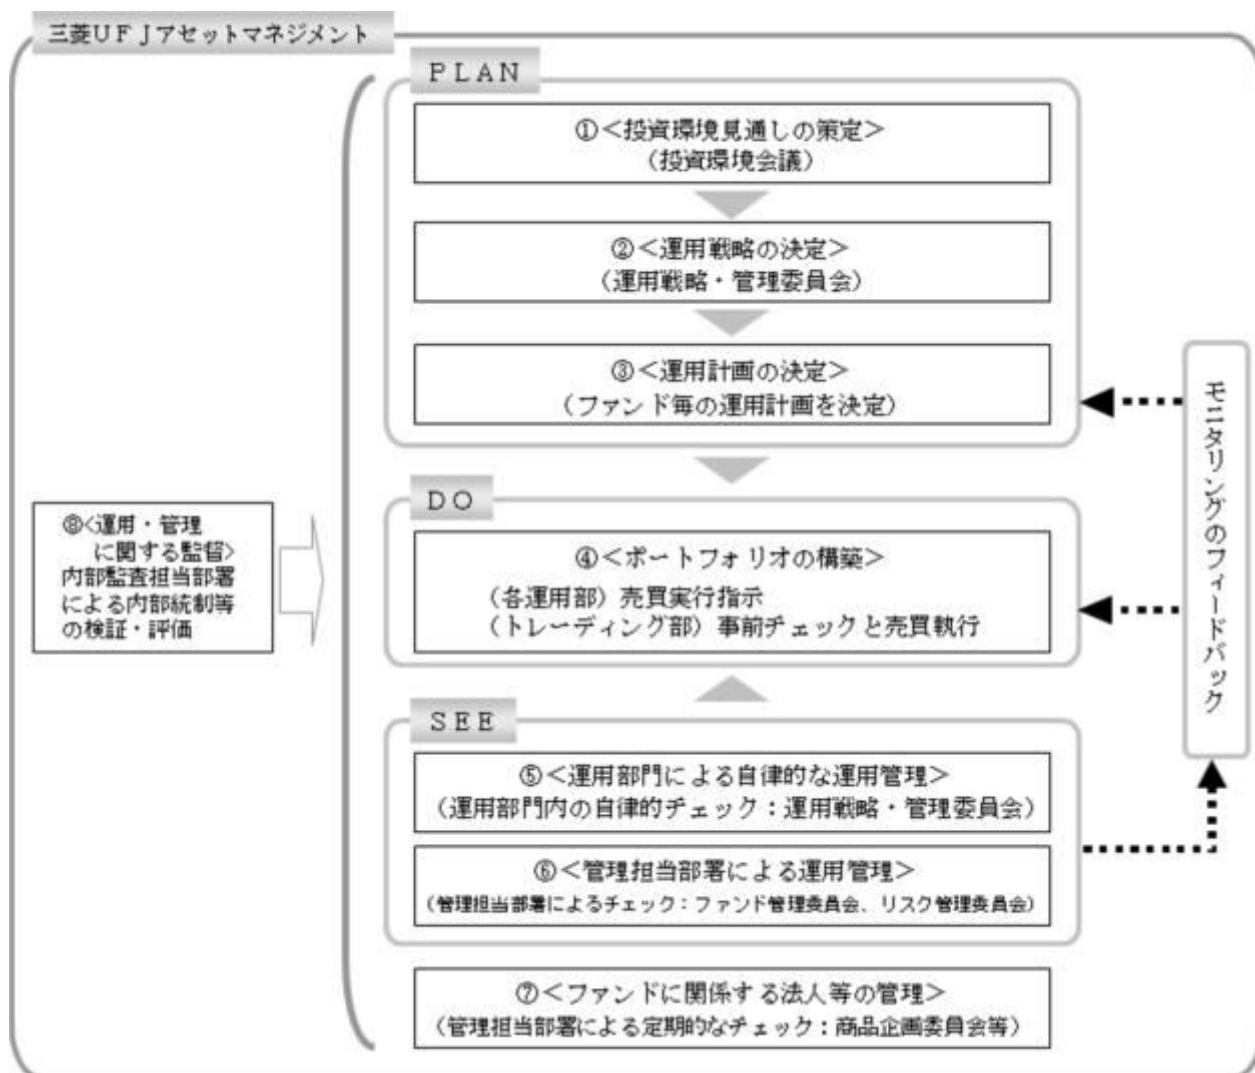 三菱ＵＦＪアセットマネジメント
ＰＬＡＮ
①＜投資環境見通しの策定＞
（投資環境会議）
②＜運用戦略の決定＞
（運用戦略・管理委員会）
③＜運用計画の決定＞
（ファンド毎の運用計画を決定）
ＤＯ
④＜ポートフォリオの構築＞
（各運用部）売買実行指示
（トレーディング部）事前チェックと売買執行
ＳＥＥ
⑤＜運用部門による自律的な運用管理＞
（運用部門内の自律的チェック：運用戦略・管理委員会）
⑥＜管理担当部署による運用管理＞
（管理担当部署によるチェック：ファンド管理委員会、リスク管理委員会）
⑦＜ファンドに関係する法人等の管理＞
（管理担当部署による定期的なチェック：商品企画委員会等）
⑧＜運用・管理
に関する監督＞
内部監査担当部署
による内部統制等
の検証・評価
モニタリングのフィードバック